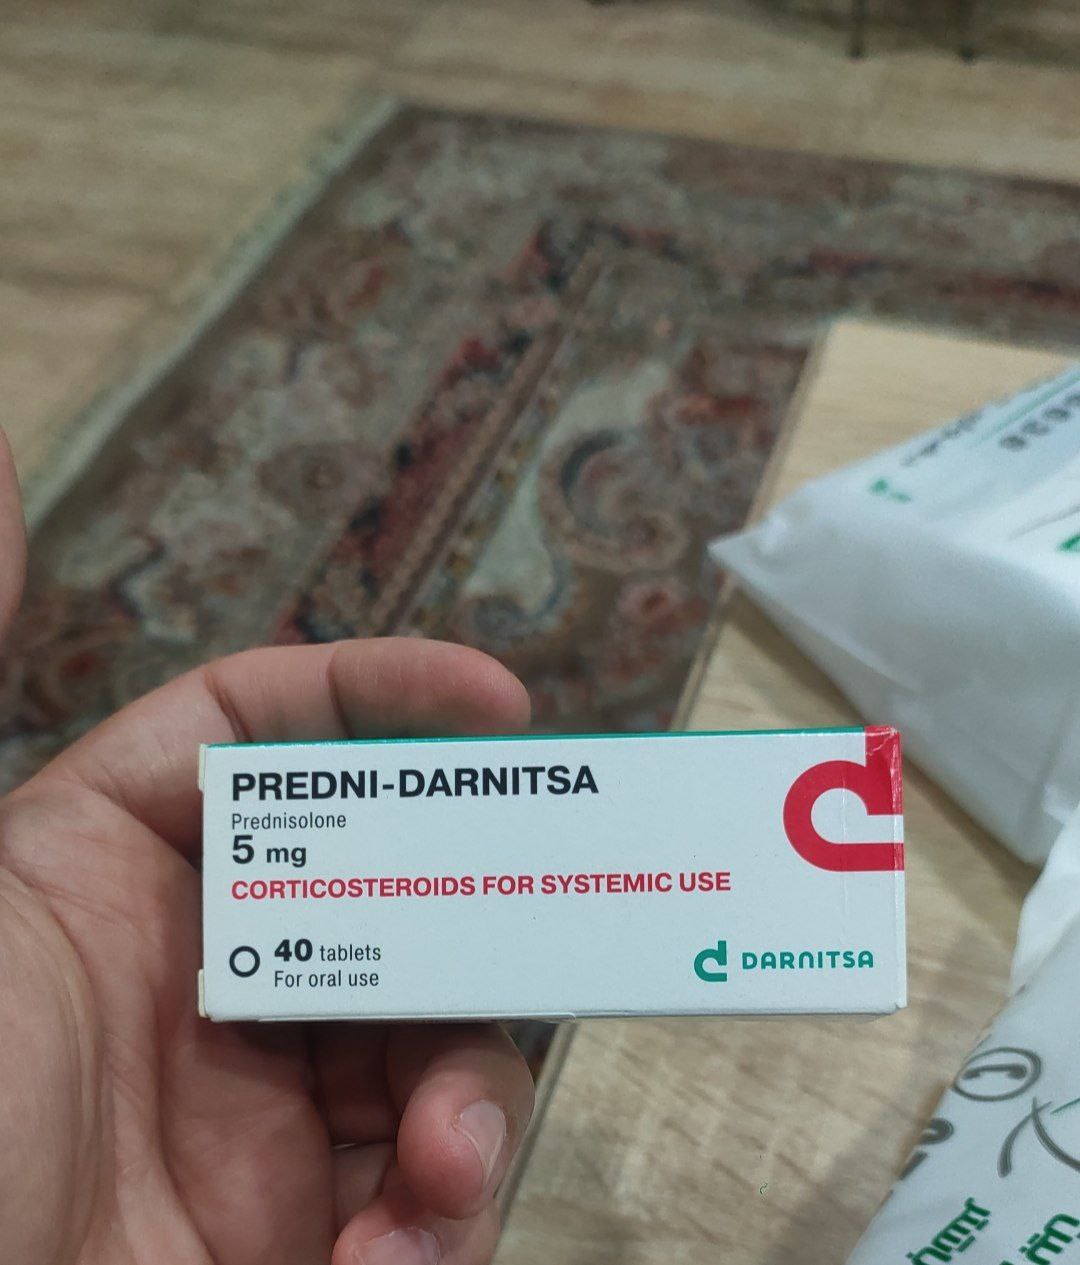 PREDNI-DARNITSA
Prednisolone
5 mg
CORTICOSTEROIDS FOR SYSTEMIC USE
40 tablets
For oral use
DARNITSA